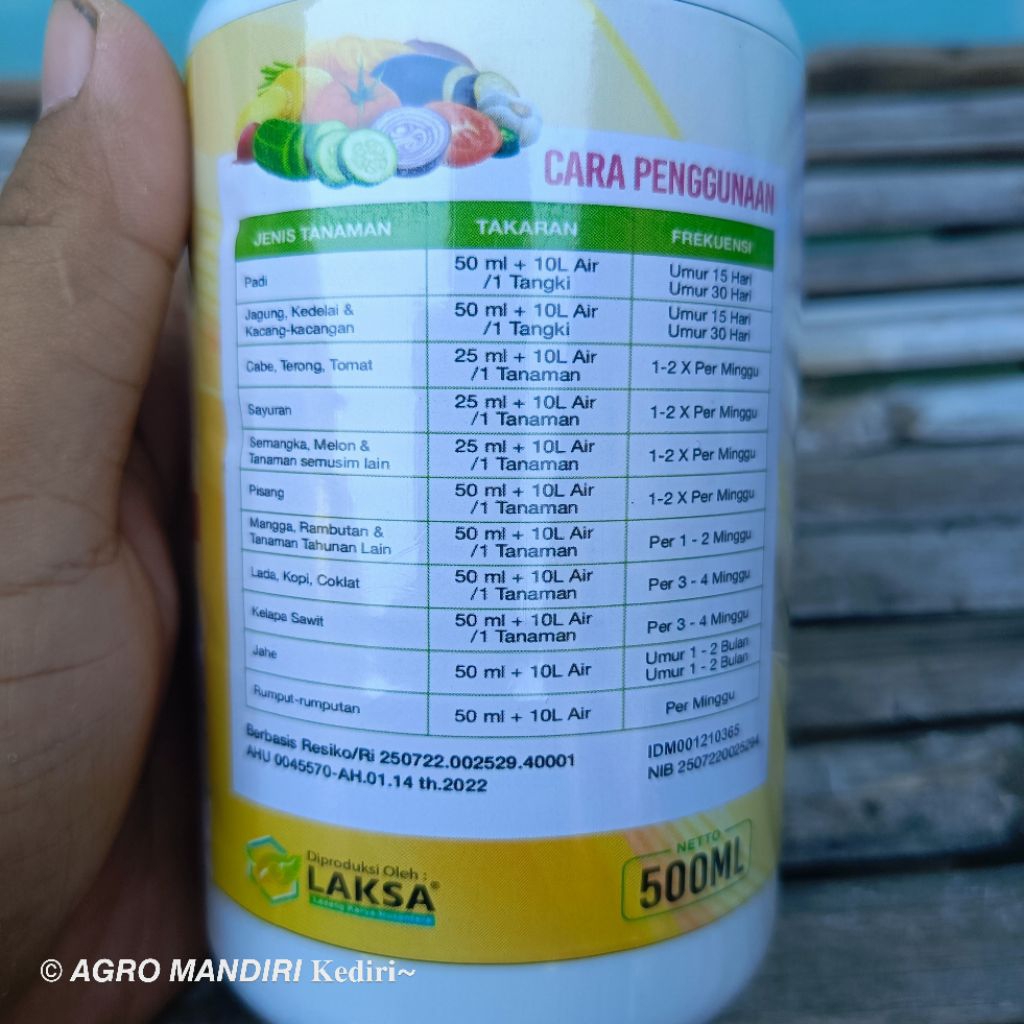 CARA PENGGUNAAN
JENIS TANAMAN TAKARAN FREKUENSI
Padi 50 ml + 10L Air /1 Tangki Umur 15 Hari Umur 30 Hari
Jagung, Kedelai & Kacang-kacangan 50 ml + 10L Air /1 Tangki Umur 15 Hari Umur 30 Hari
Cabe, Terong, Tomat 25 ml + 10L Air /1 Tanaman 1-2 X Per Minggu
Sayuran 25 ml + 10L Air /1 Tanaman 1-2 X Per Minggu
Semangka, Melon & Tanaman semusim lain 25 ml + 10L Air /1 Tanaman 1-2 X Per Minggu
Pisang 50 ml + 10L Air /1 Tanaman 1-2 X Per Minggu
Mangga, Rambutan & Tanaman Tahunan Lain 50 ml + 10L Air /1 Tanaman Per 1 - 2 Minggu
Lada, Kopi, Coklat 50 ml + 10L Air /1 Tanaman Per 3 - 4 Minggu
Kelapa Sawit 50 ml + 10L Air /1 Tanaman Per 3 - 4 Minggu
Jahe 50 ml + 10L Air Umur 1 - 2 Bulan Umur 1 - 2 Bulan
Rumput-rumputan 50 ml + 10L Air Per Minggu
Berbasis Resiko/Ri 250722.002529.40001 IDM001210365
AHU 0045570-AH.01.14 th.2022 NIB 2507220025294
Diproduksi Oleh :
LAKSA®
Lasang Karya Nusantara
NETTO
500ML
© AGRO MANDIRI Kediri~